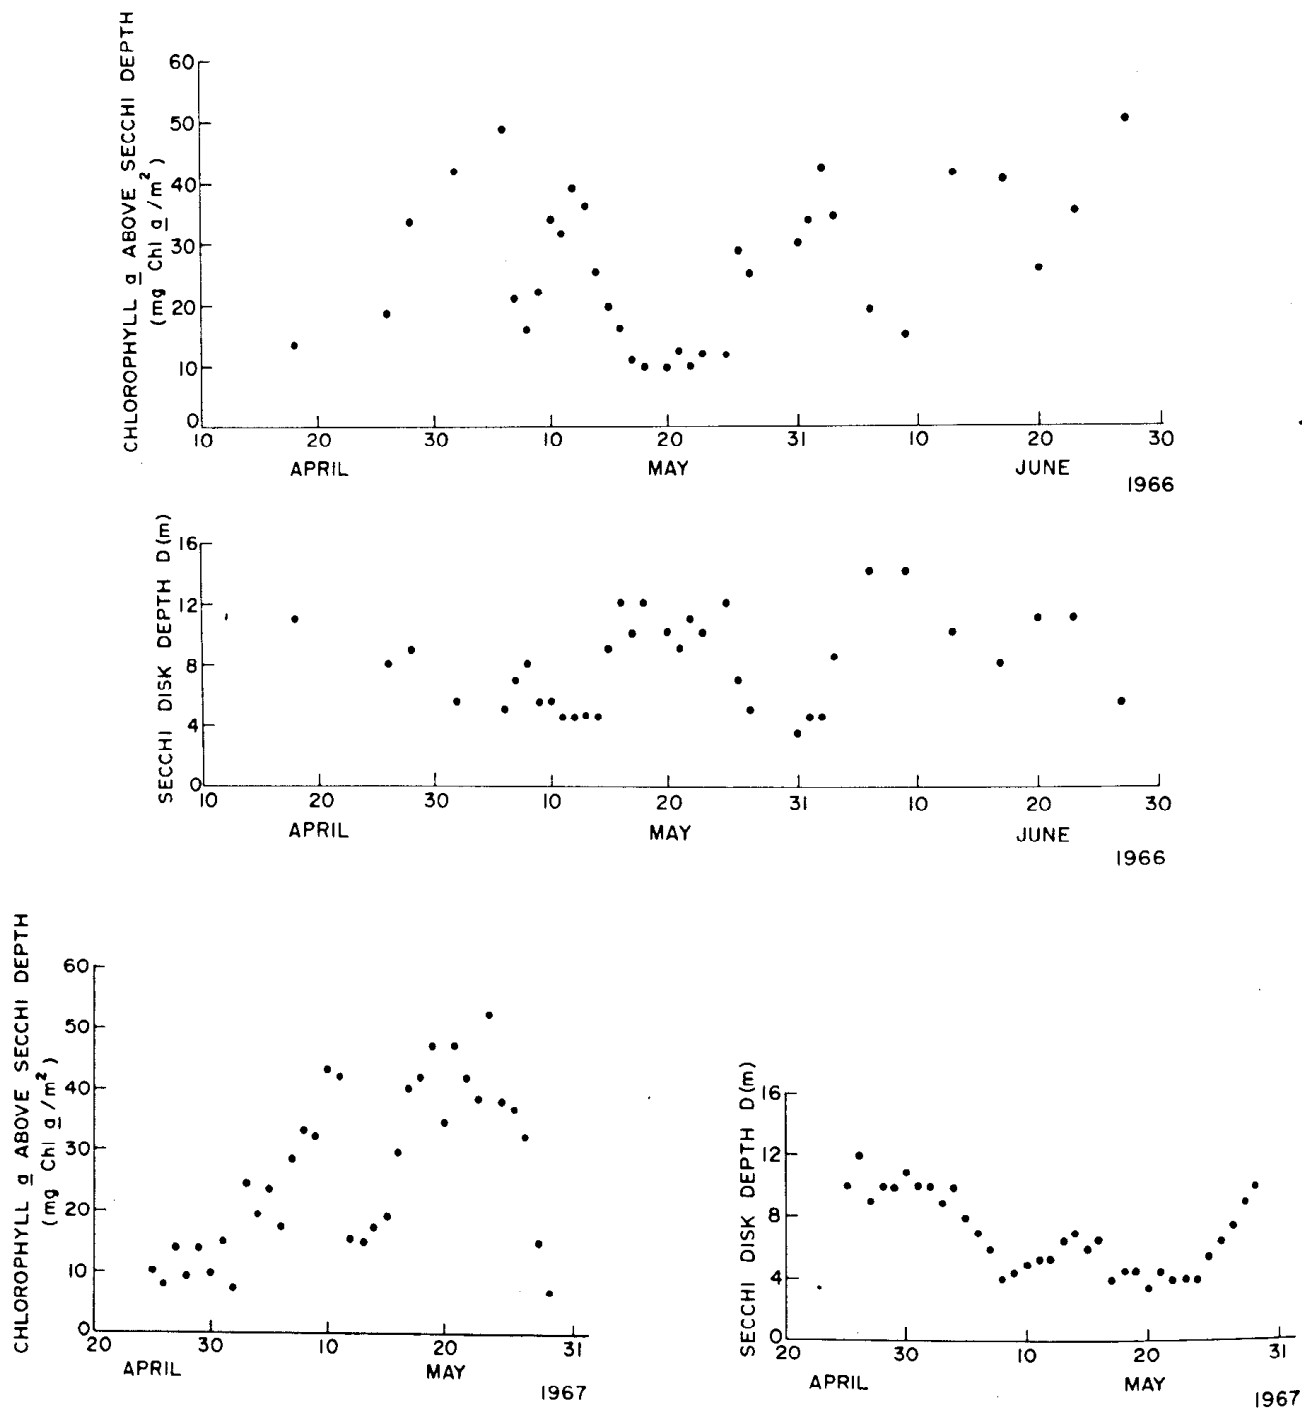 CHLOROPHYLL a ABOVE SECCHI DEPTH
(mg Chl a/m²)
60
50
40
30
20
10
0
10 20 30 10 20 31 10 20 30
APRIL MAY JUNE
1966
SECCHI DISK DEPTH D(m)
16
12
8
4
0
10 20 30 10 20 31 10 20 30
APRIL MAY JUNE
1966
CHLOROPHYLL a ABOVE SECCHI DEPTH
(mg Chl a/m²)
60
50
40
30
20
10
0
20 30 10 20 31
APRIL MAY
1967
SECCHI DISK DEPTH D(m)
16
12
8
4
0
20 30 10 20 31
APRIL MAY
1967